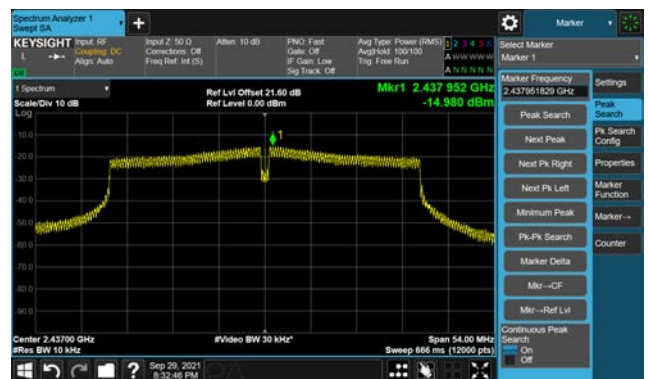 Spectrum Analyzer 1
Swept SA
Marker
KEYSIGHT
Input: RF
Coupling: DC
Align: Auto
Input Z: 50 Ω
Corrections: Off
Freq Ref: Int (S)
Atten: 10 dB
PNO: Fast
Gate: Off
IF Gain: Low
Sig Track: Off
Avg Type: Power (RMS)
Avg|Hold: 100/100
Trig: Free Run
1 2 3 4 5 6
A W W W W W
A N N N N N
L
Select Marker
Marker 1
1 Spectrum
Scale/Div 10 dB
Log
Ref Lvl Offset 21.60 dB
Ref Level 0.00 dBm
Mkr1 2.437 952 GHz
-14.980 dBm
1
-10.0
-20.0
-30.0
-40.0
-50.0
-60.0
-70.0
-80.0
-90.0
Center 2.43700 GHz
#Res BW 10 kHz
#Video BW 30 kHz*
Span 54.00 MHz
Sweep 666 ms (12000 pts)
Marker Frequency
2.437951829 GHz
Peak Search
Next Peak
Next Pk Right
Next Pk Left
Minimum Peak
Pk-Pk Search
Marker Delta
Mkr→CF
Mkr→Ref Lvl
Continuous Peak
Search
On
Off
Settings
Peak
Search
Pk Search
Config
Properties
Marker
Function
Marker→
Counter
Sep 29, 2021
8:32:46 PM